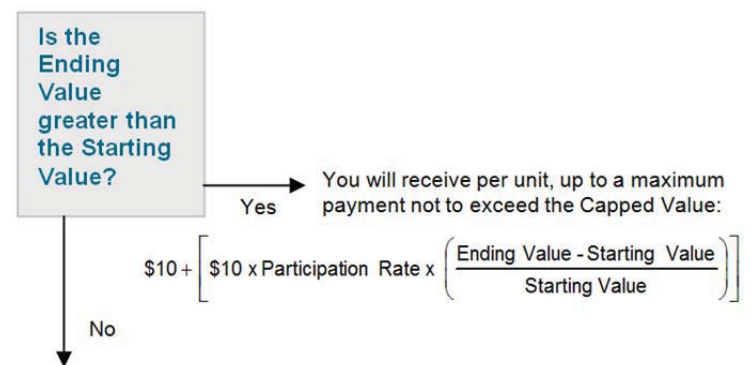 Is the
Ending
Value
greater than
the Starting
Value?
Yes
You will receive per unit, up to a maximum
payment not to exceed the Capped Value:
$10 + [ $10 x Participation Rate x ( Ending Value - Starting Value
Starting Value ) ]
No